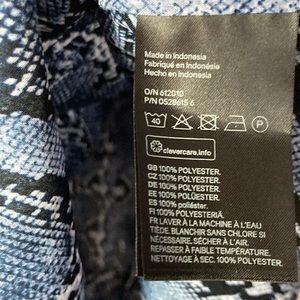 Made in Indonesia
Fabriqué en Indonésie
Hecho en Indonesia
O/N 612010
P/N 0528615 6
40
P
clevercare.info
GB 100% POLYESTER.
CZ 100% POLYESTER.
DE 100% POLYESTER.
EE 100% POLÜESTER.
ES 100% poliéster.
FI 100% POLYESTERIÄ.
FR LAVER À LA MACHINE À L'EAU
TIÈDE. BLANCHIR SANS CHLORE SI
NÉCESSAIRE. SÉCHER À L'AIR.
REPASSER À FAIBLE TEMPÉRATURE.
NETTOYAGE À SEC. 100% POLYESTER.